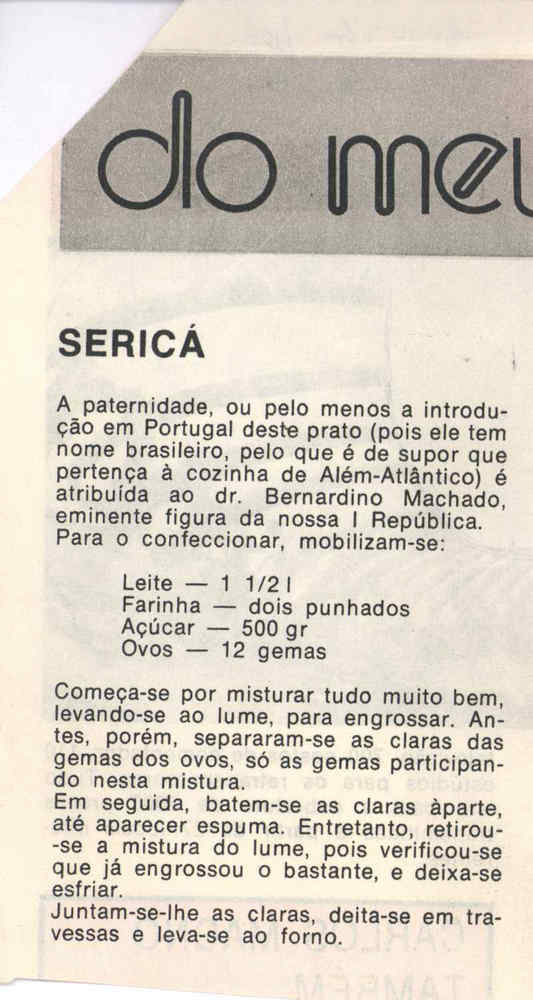 do meu
SERICÁ
A paternidade, ou pelo menos a introdu-
ção em Portugal deste prato (pois ele tem
nome brasileiro, pelo que é de supor que
pertença à cozinha de Além-Atlântico) é
atribuída ao dr. Bernardino Machado,
eminente figura da nossa I República.
Para o confeccionar, mobilizam-se:
Leite — 1 1/2 l
Farinha — dois punhados
Açúcar — 500 gr
Ovos — 12 gemas
Começa-se por misturar tudo muito bem,
levando-se ao lume, para engrossar. An-
tes, porém, separaram-se as claras das
gemas dos ovos, só as gemas participan-
do nesta mistura.
Em seguida, batem-se as claras àparte,
até aparecer espuma. Entretanto, retirou-
-se a mistura do lume, pois verificou-se
que já engrossou o bastante, e deixa-se
esfriar.
Juntam-se-lhe as claras, deita-se em tra-
vessas e leva-se ao forno.